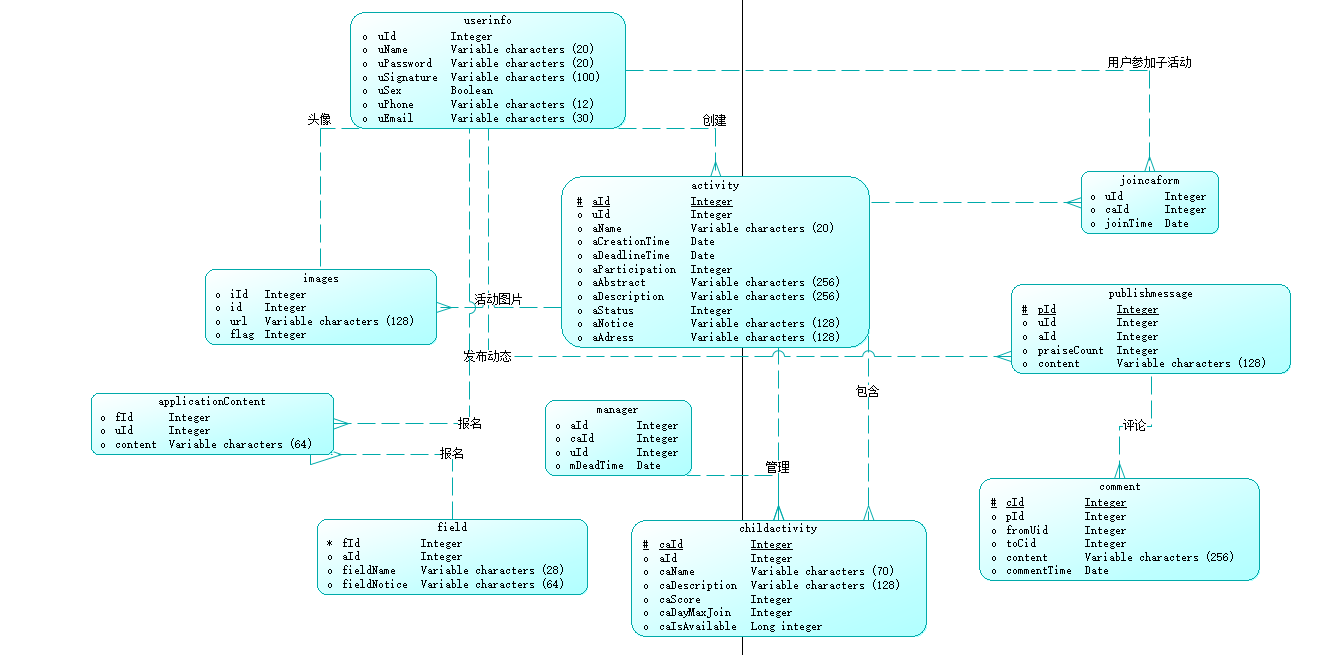 userinfo
o uId Integer
o uName Variable characters (20)
o uPassword Variable characters (20)
o uSignature Variable characters (100)
o uSex Boolean
o uPhone Variable characters (12)
o uEmail Variable characters (30)
用户参加子活动
头像
创建
activity
# aId Integer
o uId Integer
o aName Variable characters (20)
o aCreationTime Date
o aDeadlineTime Date
o aParticipation Integer
o aAbstract Variable characters (256)
o aDescription Variable characters (256)
o aStatus Integer
o aNotice Variable characters (128)
o aAdress Variable characters (128)
joincaform
o uId Integer
o caId Integer
o joinTime Date
images
o iId Integer
o id Integer
o url Variable characters (128)
o flag Integer
活动图片
publishmessage
# pId Integer
o uId Integer
o aId Integer
o praiseCount Integer
o content Variable characters (128)
发布动态
包含
applicationContent
o fId Integer
o uId Integer
o content Variable characters (64)
报名
报名
manager
o aId Integer
o caId Integer
o uId Integer
o mDeadTime Date
管理
评论
comment
# cId Integer
o pId Integer
o fromUid Integer
o toCid Integer
o content Variable characters (256)
o commentTime Date
field
* fId Integer
o aId Integer
o fieldName Variable characters (28)
o fieldNotice Variable characters (64)
childactivity
# caId Integer
o aId Integer
o caName Variable characters (70)
o caDescription Variable characters (128)
o caScore Integer
o caDayMaxJoin Integer
o caIsAvailable Long integer